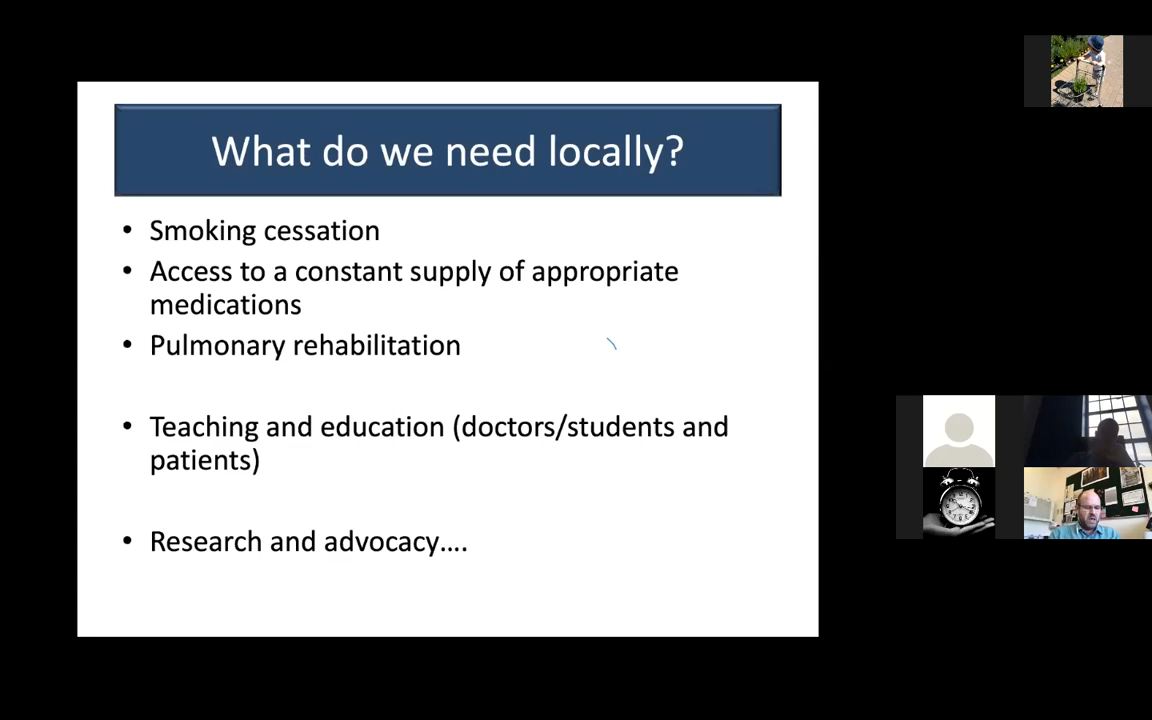 What do we need locally?
• Smoking cessation
• Access to a constant supply of appropriate
medications
• Pulmonary rehabilitation
• Teaching and education (doctors/students and
patients)
• Research and advocacy....